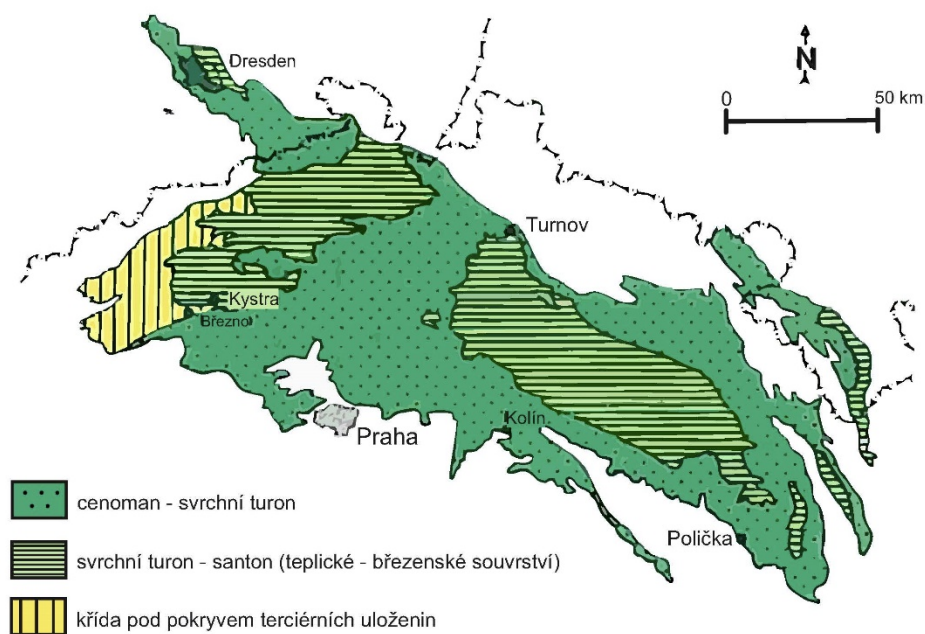 Dresden
N
0 50 km
Turnov
Kystra
Březno
Kolín
Praha
Polička
cenoman - svrchní turon
svrchní turon - santon (teplické - březenské souvrství)
křída pod pokryvem terciérních uloženin